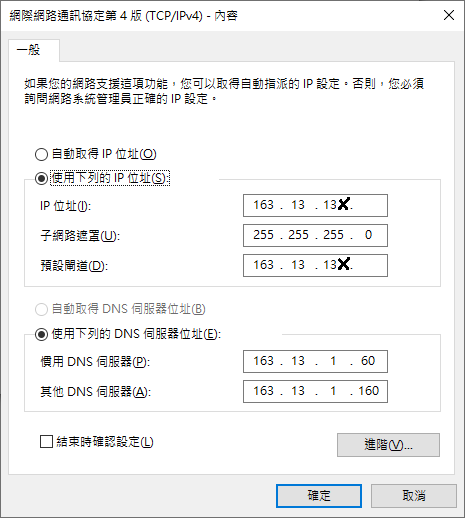 網際網路通訊協定第 4 版 (TCP/IPv4) - 內容
一般
如果您的網路支援這項功能，您可以取得自動指派的 IP 設定。否則，您必須
詢問網路系統管理員正確的 IP 設定。
自動取得 IP 位址(O)
使用下列的 IP 位址(S):
IP 位址(I): 163 . 13 . 13 .
子網路遮罩(U): 255 . 255 . 255 . 0
預設閘道(D): 163 . 13 . 13 .
自動取得 DNS 伺服器位址(B)
使用下列的 DNS 伺服器位址(E):
慣用 DNS 伺服器(P): 163 . 13 . 1 . 60
其他 DNS 伺服器(A): 163 . 13 . 1 . 160
結束時確認設定(L)
進階(V)...
確定 取消